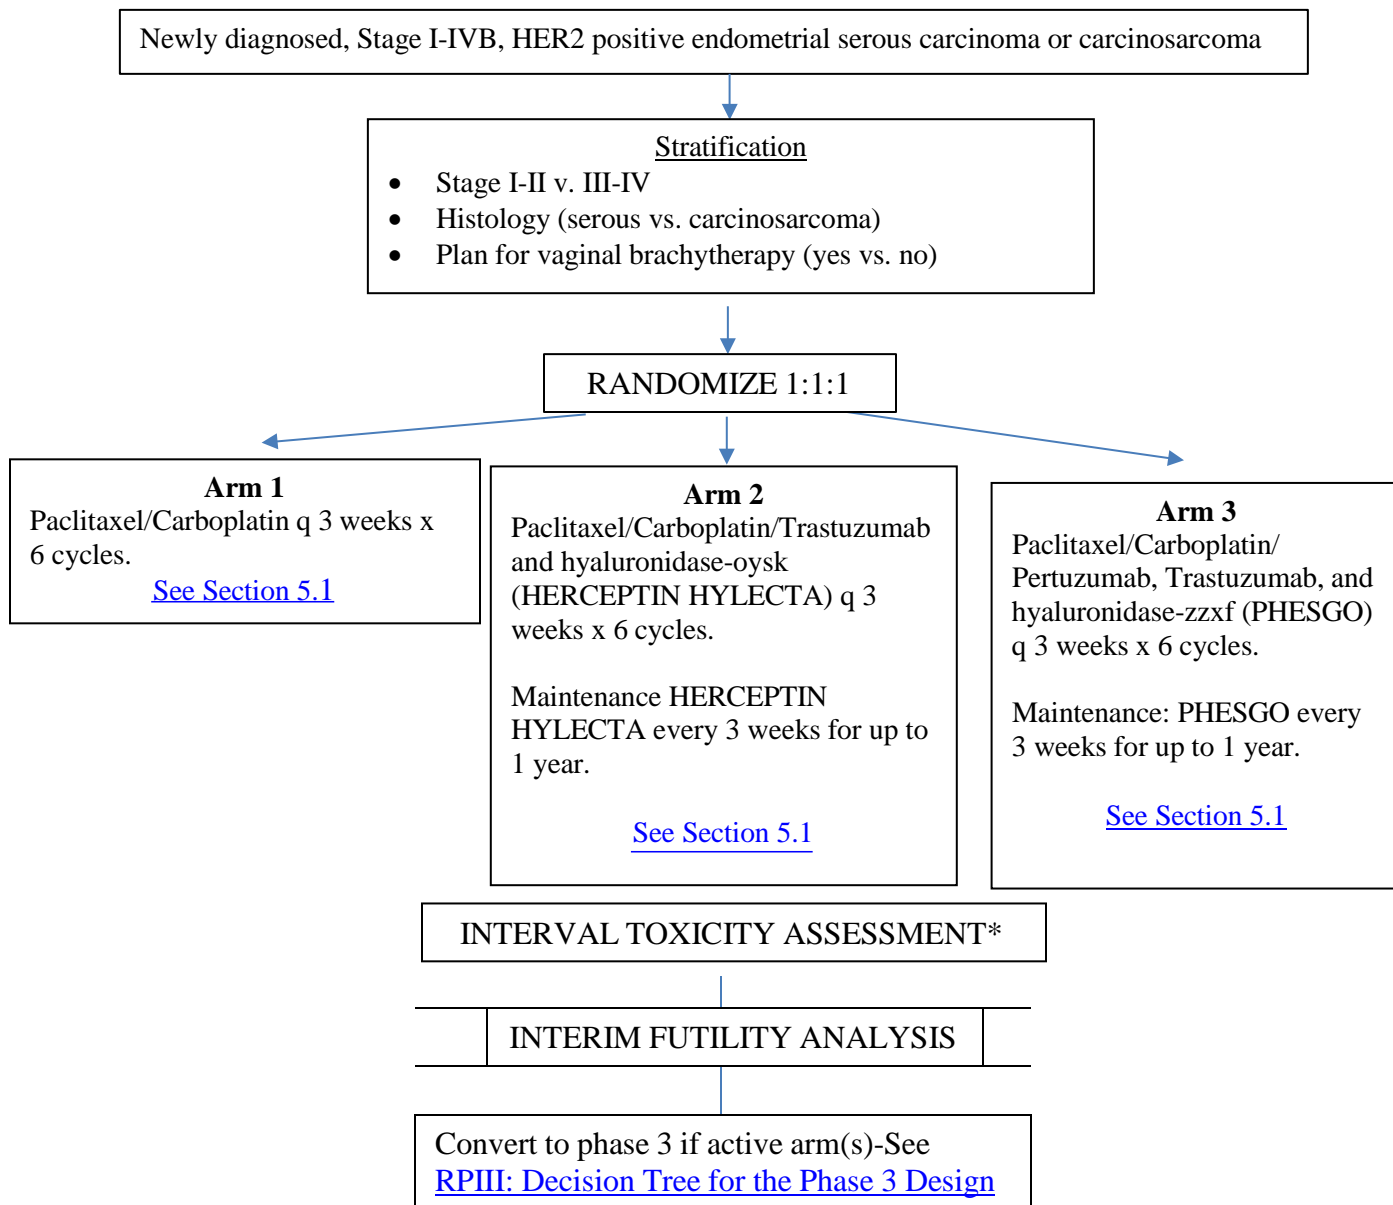 Newly diagnosed, Stage I-IVB, HER2 positive endometrial serous carcinoma or carcinosarcoma
Stratification
• Stage I-II v. III-IV
• Histology (serous vs. carcinosarcoma)
• Plan for vaginal brachytherapy (yes vs. no)
RANDOMIZE 1:1:1
Arm 1
Paclitaxel/Carboplatin q 3 weeks x
6 cycles.
See Section 5.1
Arm 2
Paclitaxel/Carboplatin/Trastuzumab
and hyaluronidase-oysk
(HERCEPTIN HYLECTA) q 3
weeks x 6 cycles.
Maintenance HERCEPTIN
HYLECTA every 3 weeks for up to
1 year.
See Section 5.1
Arm 3
Paclitaxel/Carboplatin/
Pertuzumab, Trastuzumab, and
hyaluronidase-zzxf (PHESGO)
q 3 weeks x 6 cycles.
Maintenance: PHESGO every
3 weeks for up to 1 year.
See Section 5.1
INTERVAL TOXICITY ASSESSMENT*
INTERIM FUTILITY ANALYSIS
Convert to phase 3 if active arm(s)-See
RPIII: Decision Tree for the Phase 3 Design